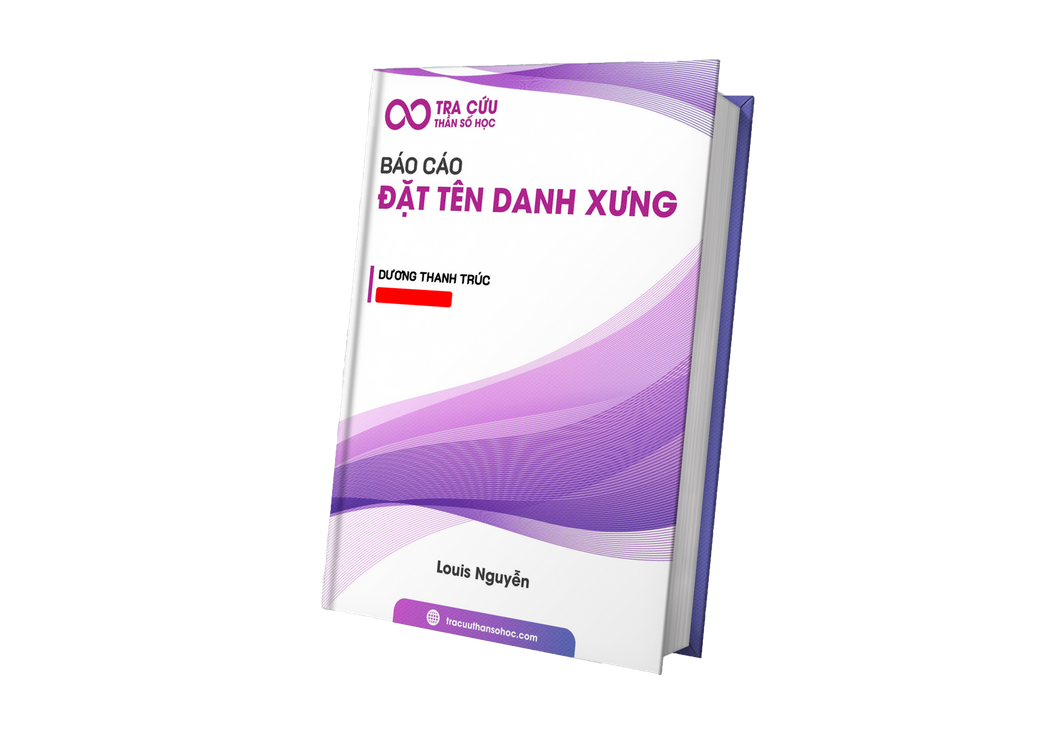 TRA CỨU
THẦN SỐ HỌC
BÁO CÁO
ĐẶT TÊN DANH XƯNG
DƯƠNG THANH TRÚC
Louis Nguyễn
tracuuthansohoc.com